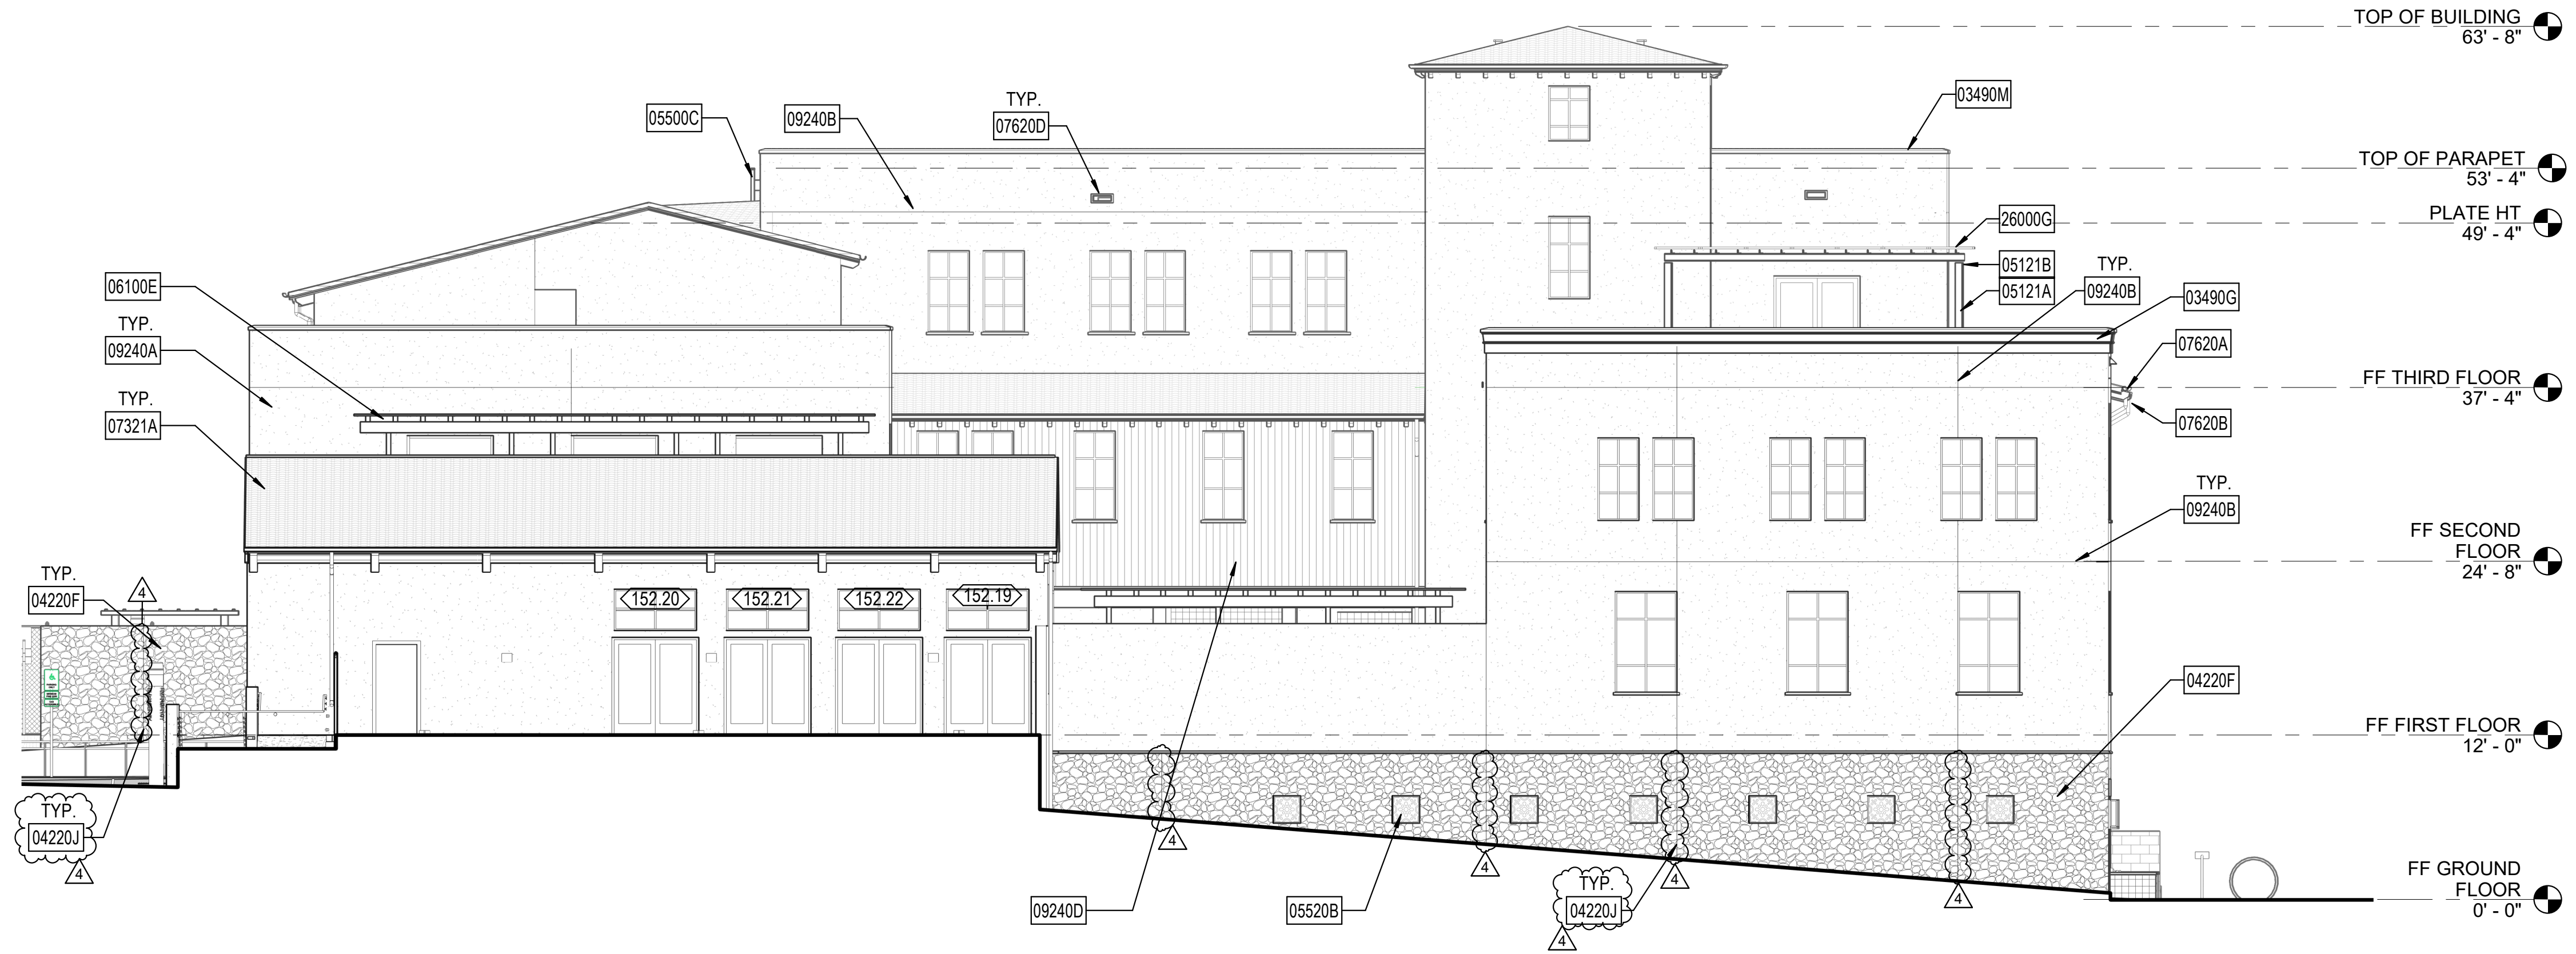 TOP OF BUILDING
63' - 8"
03490M
TYP.
05500C
09240B
07620D
TOP OF PARAPET
53' - 4"
PLATE HT
49' - 4"
26000G
05121B
TYP.
05121A
09240B
03490G
06100E
TYP.
09240A
07620A
FF THIRD FLOOR
37' - 4"
TYP.
07321A
07620B
TYP.
09240B
FF SECOND
FLOOR
24' - 8"
TYP.
04220F
4
152.20
152.21
152.22
152.19
04220F
FF FIRST FLOOR
12' - 0"
TYP.
04220J
4
4
4
4
4
FF GROUND
FLOOR
0' - 0"
09240D
05520B
TYP.
04220J
4